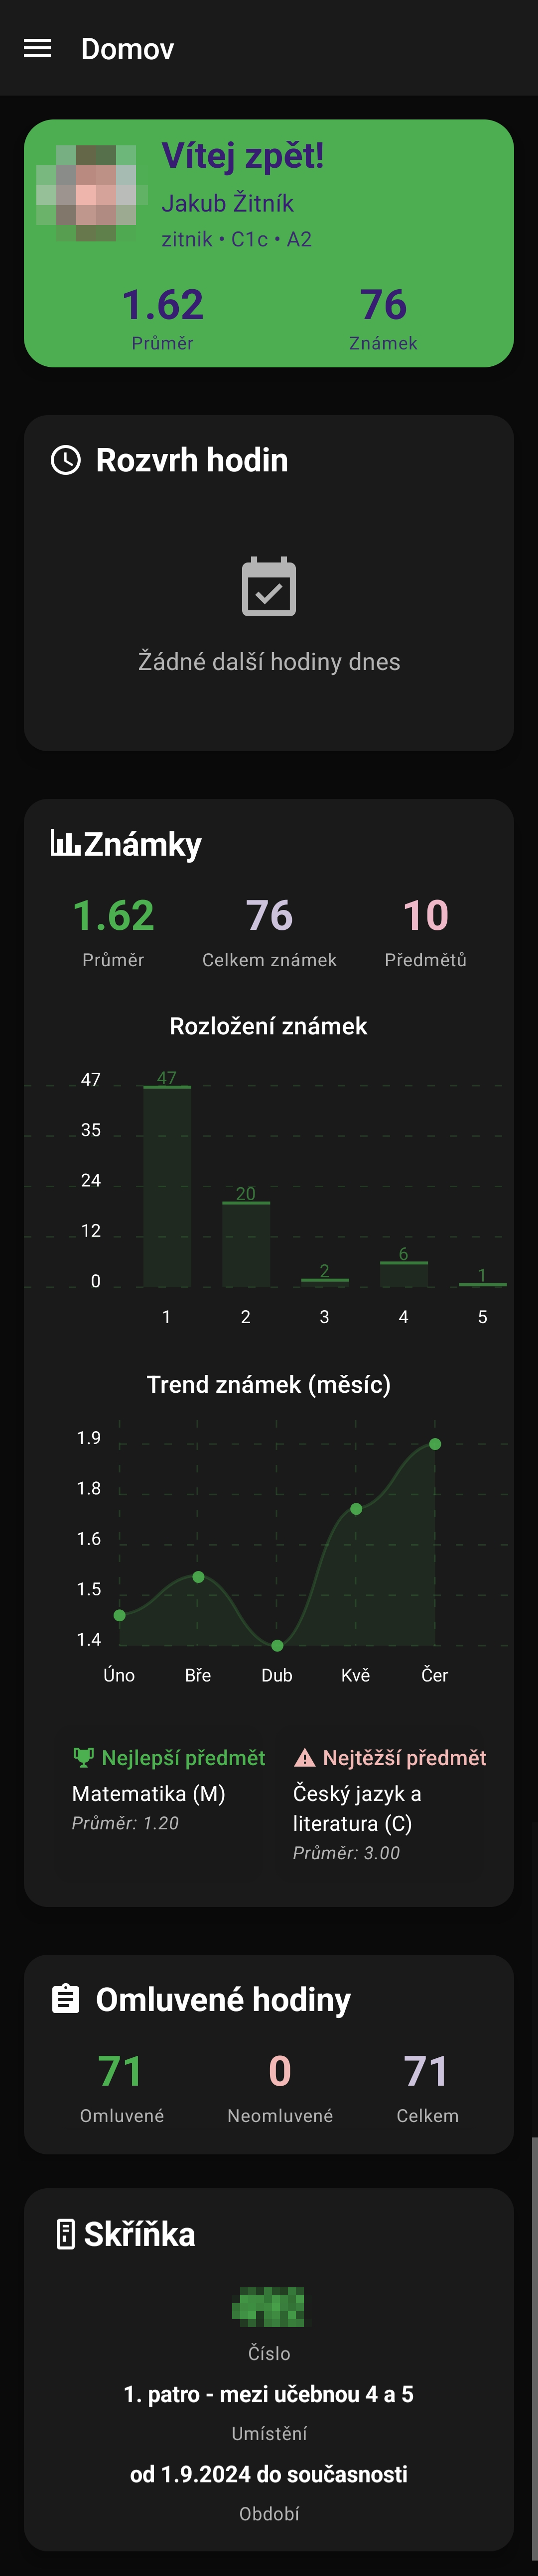 Domov
Vítej zpět!
Jakub Žitník
zitnik • C1c • A2
1.62 76
Průměr Známek
Rozvrh hodin
Žádné další hodiny dnes
Známky
1.62 76 10
Průměr Celkem známek Předmětů
Rozložení známek
47
47
35
24
20
12
6
2
1
0
1 2 3 4 5
Trend známek (měsíc)
1.9
1.8
1.6
1.5
1.4
Úno Bře Dub Kvě Čer
Nejlepší předmět
Matematika (M)
Průměr: 1.20
Nejtěžší předmět
Český jazyk a
literatura (C)
Průměr: 3.00
Omluvené hodiny
71 0 71
Omluvené Neomluvené Celkem
Skříňka
Číslo
1. patro - mezi učebnou 4 a 5
Umístění
od 1.9.2024 do současnosti
Období